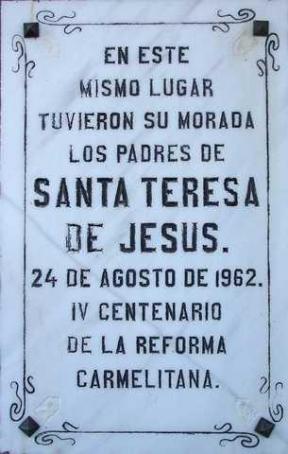 EN ESTE
MISMO LUGAR
TUVIERON SU MORADA
LOS PADRES DE
SANTA TERESA
DE JESUS.
24 DE AGOSTO DE 1962.
IV CENTENARIO
DE LA REFORMA
CARMELITANA.